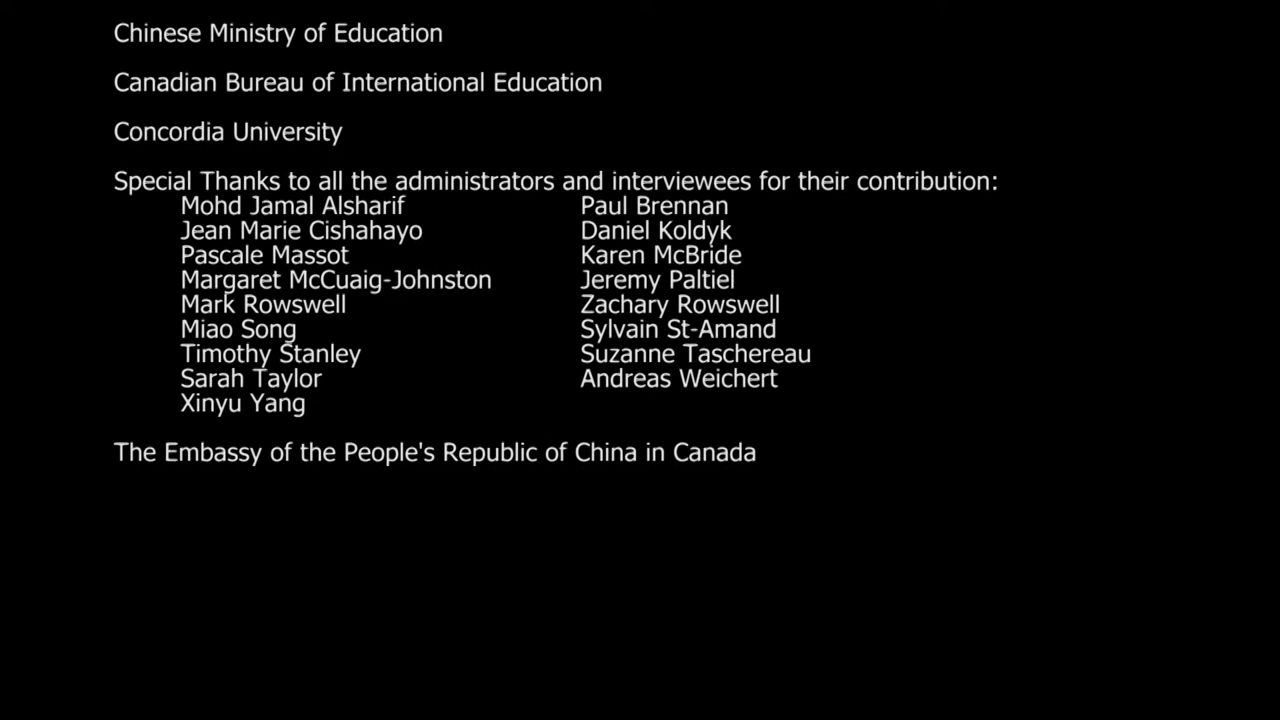 Chinese Ministry of Education
Canadian Bureau of International Education
Concordia University
Special Thanks to all the administrators and interviewees for their contribution:
Mohd Jamal Alsharif Paul Brennan
Jean Marie Cishahayo Daniel Koldyk
Pascale Massot Karen McBride
Margaret McCuaig-Johnston Jeremy Paltiel
Mark Rowswell Zachary Rowswell
Miao Song Sylvain St-Amand
Timothy Stanley Suzanne Taschereau
Sarah Taylor Andreas Weichert
Xinyu Yang
The Embassy of the People's Republic of China in Canada